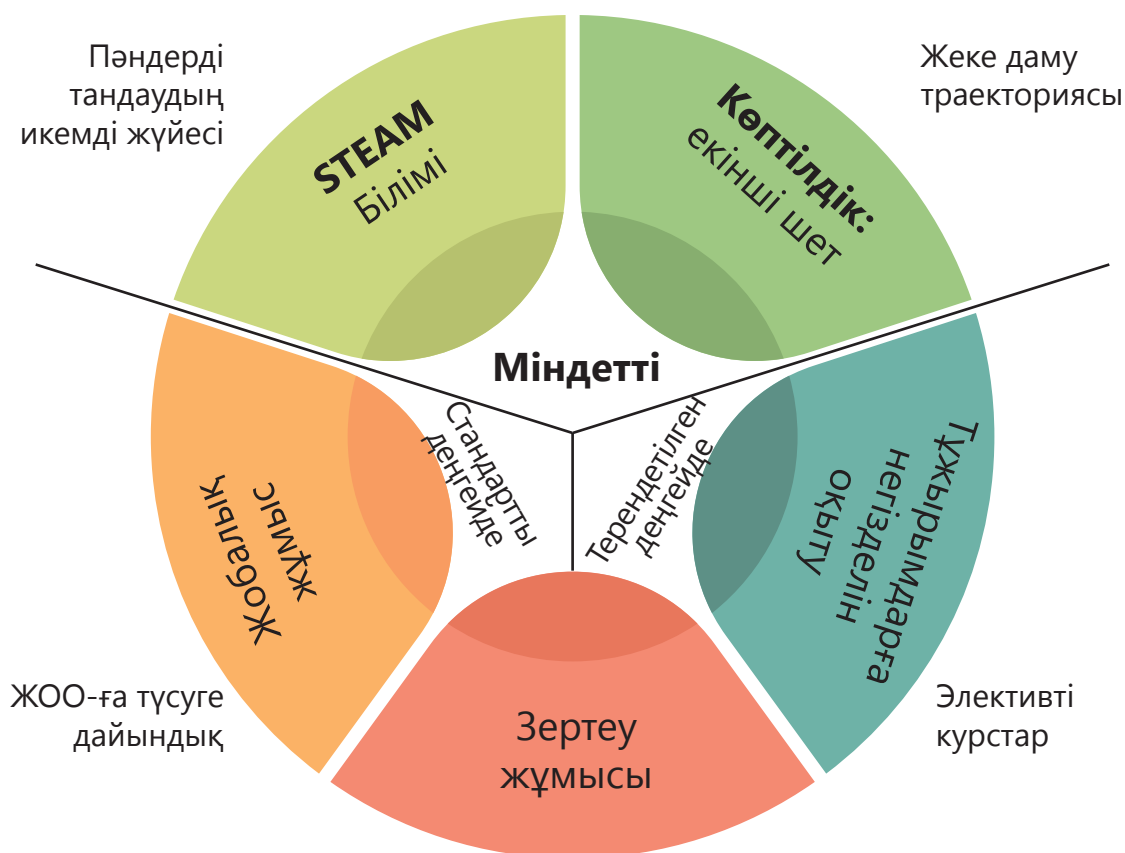 Пәндерді
тандаудың
икемді жүйесі
Жеке даму
траекториясы
STEAM
Білімі
Көптілдік:
екінші шет
Міндетті
Стандартты
деңгейде
Терендетілген
деңгейде
Жобалық
жұмыс
Тұжырымдарға
негізделін
оқыту
Зертеу
жұмысы
ЖОО-ға түсуге
дайындық
Элективті
курстар